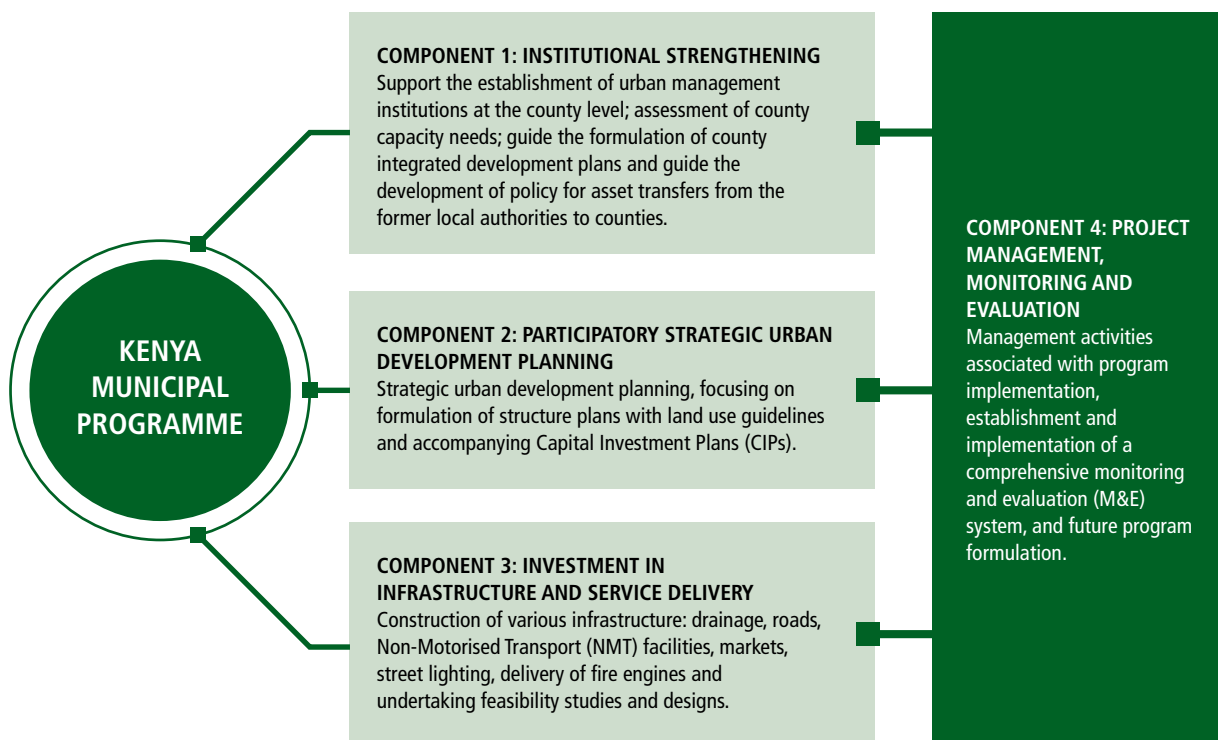 KENYA
MUNICIPAL
PROGRAMME
COMPONENT 1: INSTITUTIONAL STRENGTHENING
Support the establishment of urban management
institutions at the county level; assessment of county
capacity needs; guide the formulation of county
integrated development plans and guide the
development of policy for asset transfers from the
former local authorities to counties.
COMPONENT 2: PARTICIPATORY STRATEGIC URBAN
DEVELOPMENT PLANNING
Strategic urban development planning, focusing on
formulation of structure plans with land use guidelines
and accompanying Capital Investment Plans (CIPs).
COMPONENT 3: INVESTMENT IN
INFRASTRUCTURE AND SERVICE DELIVERY
Construction of various infrastructure: drainage, roads,
Non-Motorised Transport (NMT) facilities, markets,
street lighting, delivery of fire engines and
undertaking feasibility studies and designs.
COMPONENT 4: PROJECT
MANAGEMENT,
MONITORING AND
EVALUATION
Management activities
associated with program
implementation,
establishment and
implementation of a
comprehensive monitoring
and evaluation (M&E)
system, and future program
formulation.